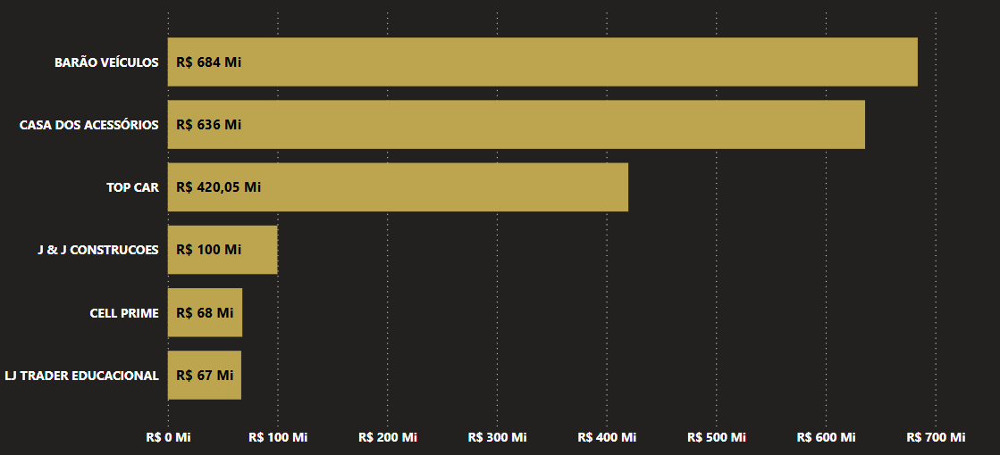 BARÃO VEÍCULOS R$ 684 Mi
CASA DOS ACESSÓRIOS R$ 636 Mi
TOP CAR R$ 420,05 Mi
J & J CONSTRUCOES R$ 100 Mi
CELL PRIME R$ 68 Mi
LJ TRADER EDUCACIONAL R$ 67 Mi
R$ 0 Mi R$ 100 Mi R$ 200 Mi R$ 300 Mi R$ 400 Mi R$ 500 Mi R$ 600 Mi R$ 700 Mi